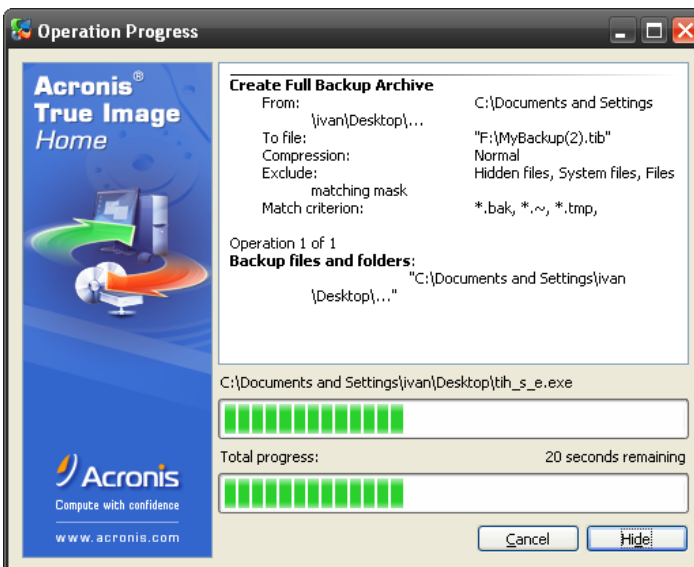 Operation Progress
Acronis®
True Image
Home
Create Full Backup Archive
From: C:\Documents and Settings
\ivan\Desktop\...
To file: "F:\MyBackup(2).tib"
Compression: Normal
Exclude: Hidden files, System files, Files
matching mask
Match criterion: *.bak, *.~, *.tmp,
Operation 1 of 1
Backup files and folders:
"C:\Documents and Settings\ivan
\Desktop\..."
C:\Documents and Settings\ivan\Desktop\tih_s_e.exe
Total progress: 20 seconds remaining
Acronis
Compute with confidence
www.acronis.com
Cancel
Hide